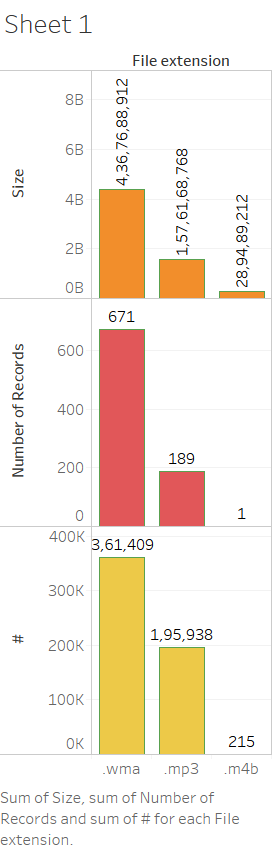 Sheet 1
File extension
Size
8B
6B
4B
2B
0B
4,36,76,88,912
1,57,61,68,768
28,94,89,212
Number of Records
600
400
200
0
671
189
1
#
400K
300K
200K
100K
0K
3,61,409
1,95,938
215
.wma .mp3 .m4b
Sum of Size, sum of Number of
Records and sum of # for each File
extension.